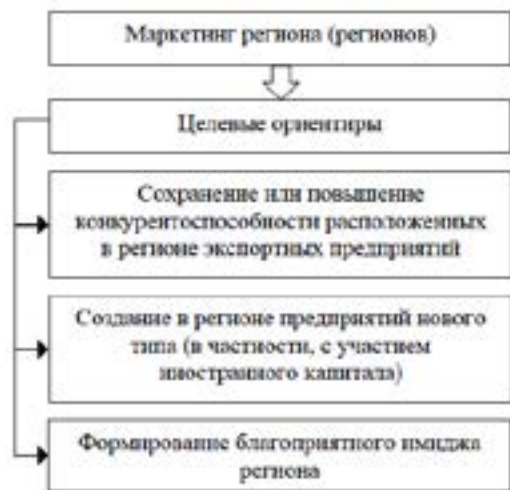 Маркетинг региона (регионов)
Целевые ориентиры
Сохранение или повышение
конкурентоспособности расположенных
в регионе экспортных предприятий
Создание в регионе предприятий нового
типа (в частности, с участием
иностранного капитала)
Формирование благоприятного имиджа
региона